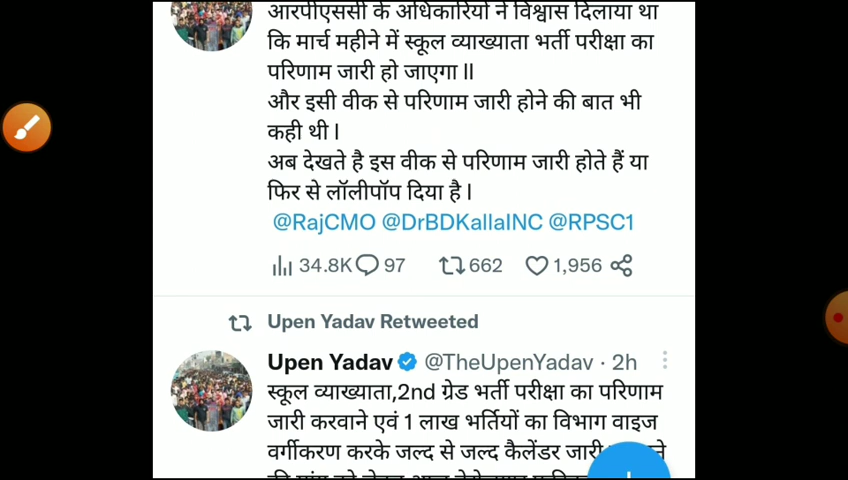 आरपीएससी के अधिकारियों ने विश्वास दिलाया था
कि मार्च महीने में स्कूल व्याख्याता भर्ती परीक्षा का
परिणाम जारी हो जाएगा ll
और इसी वीक से परिणाम जारी होने की बात भी
कही थी l
अब देखते है इस वीक से परिणाम जारी होते हैं या
फिर से लॉलीपॉप दिया है l
@RajCMO @DrBDKallaINC @RPSC1
34.8K 97 662 1,956
Upen Yadav Retweeted
Upen Yadav @TheUpenYadav · 2h
स्कूल व्याख्याता,2nd ग्रेड भर्ती परीक्षा का परिणाम
जारी करवाने एवं 1 लाख भर्तियों का विभाग वाइज
वर्गीकरण करके जल्द से जल्द कैलेंडर जारी